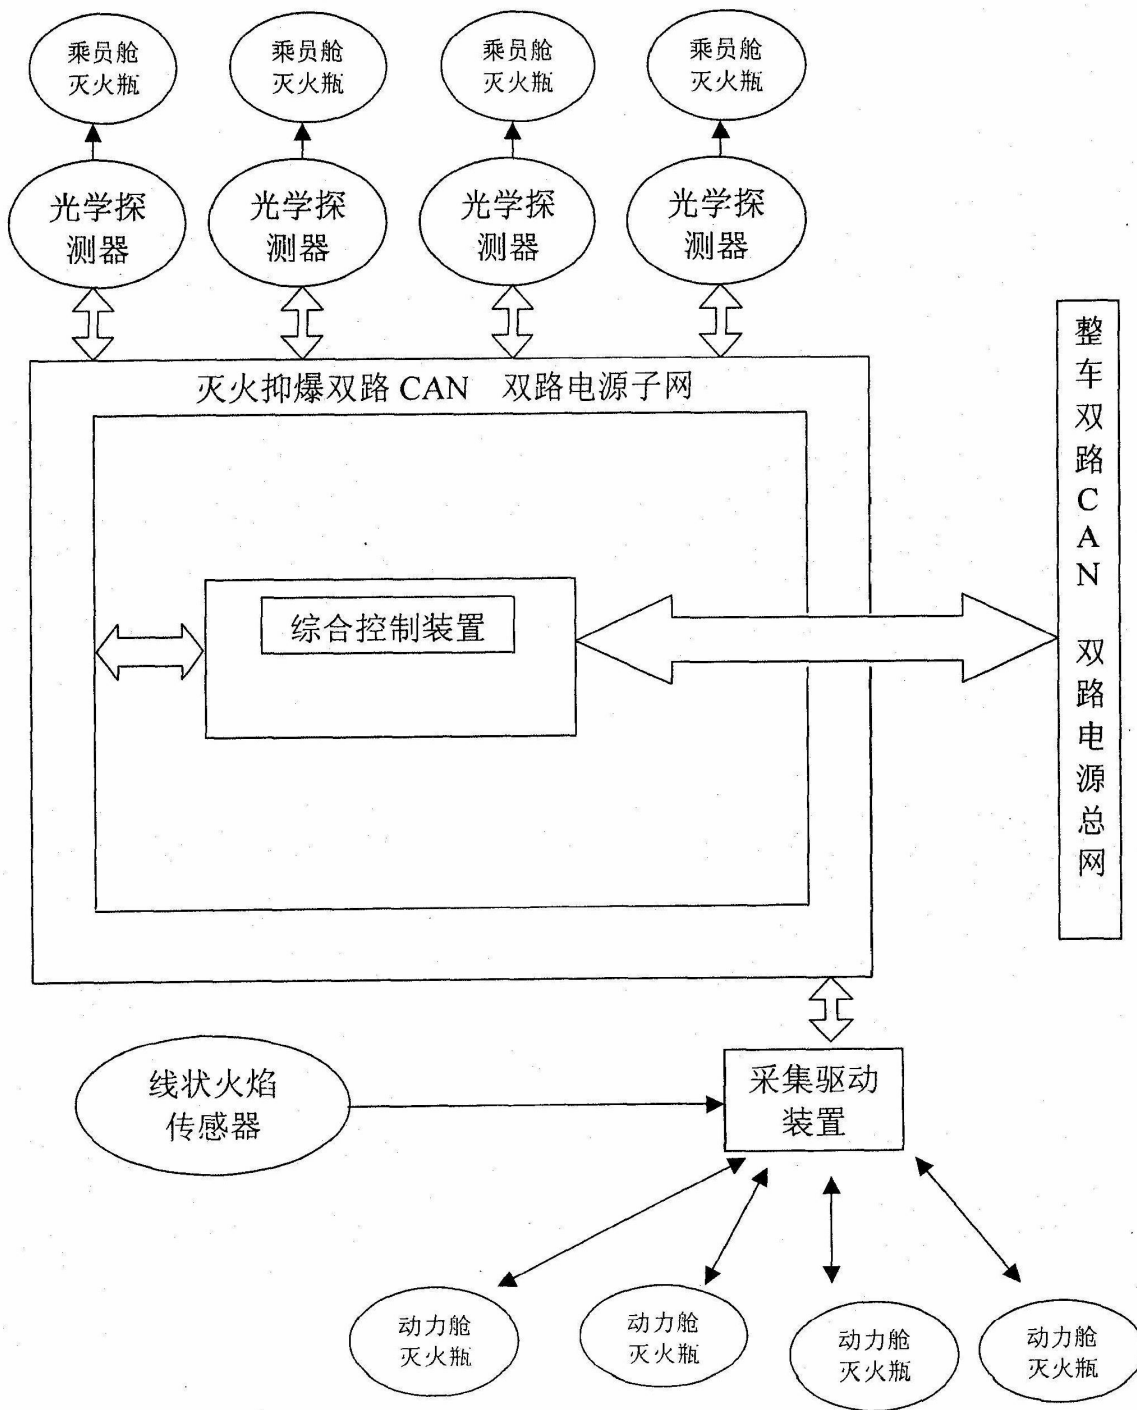 乘员舱
灭火瓶
乘员舱
灭火瓶
乘员舱
灭火瓶
乘员舱
灭火瓶
光学探
测器
光学探
测器
光学探
测器
光学探
测器
灭火抑爆双路 CAN 双路电源子网
综合控制装置
整车双路CAN 双路电源总网
线状火焰
传感器
采集驱动
装置
动力舱
灭火瓶
动力舱
灭火瓶
动力舱
灭火瓶
动力舱
灭火瓶